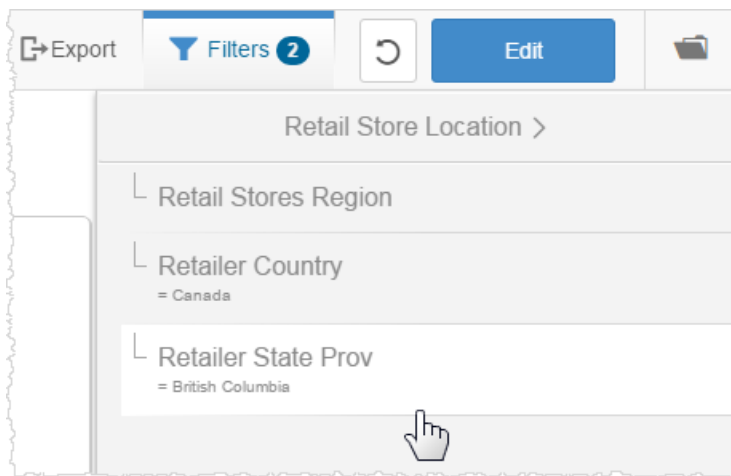 Export Filters 2 Edit
Retail Store Location >
Retail Stores Region
Retailer Country
= Canada
Retailer State Prov
= British Columbia